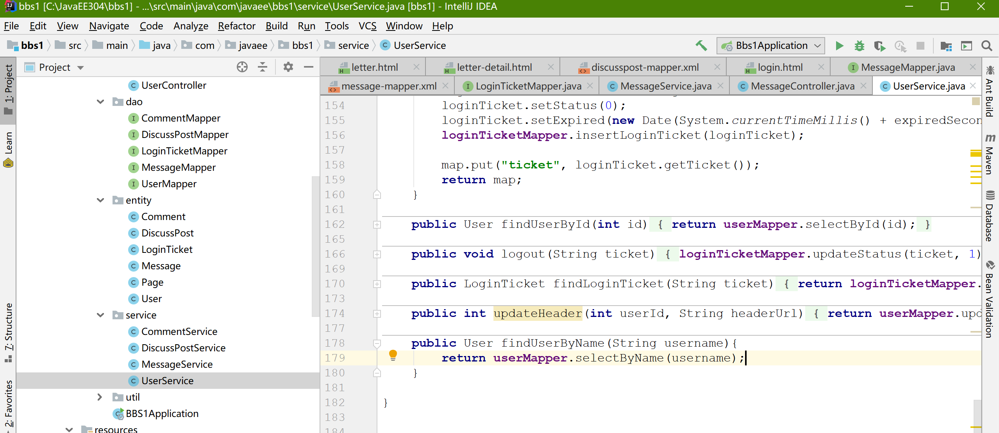 bbs1 [C:\JavaEE304\bbs1] - ...\src\main\java\com\javaee\bbs1\service\UserService.java [bbs1] - IntelliJ IDEA
File Edit View Navigate Code Analyze Refactor Build Run Tools VCS Window Help
bbs1 src main java com javaee bbs1 service UserService Bbs1Application
Project
UserController
dao
CommentMapper
DiscussPostMapper
LoginTicketMapper
MessageMapper
UserMapper
entity
Comment
DiscussPost
LoginTicket
Message
Page
User
service
CommentService
DiscussPostService
MessageService
UserService
util
BBS1Application
resources
1: Project
Learn
7: Structure
2: Favorites
letter.html letter-detail.html discusspost-mapper.xml login.html MessageMapper.java
message-mapper.xml LoginTicketMapper.java MessageService.java MessageController.java UserService.java
154 loginTicket.setStatus(0);
155 loginTicket.setExpired(new Date(System.currentTimeMillis() + expiredSecon
156 loginTicketMapper.insertLoginTicket(loginTicket);
157
158 map.put("ticket", loginTicket.getTicket());
159 return map;
160 }
161
162 public User findUserById(int id) { return userMapper.selectById(id); }
165
166 public void logout(String ticket) { loginTicketMapper.updateStatus(ticket, 1)
169
170 public LoginTicket findLoginTicket(String ticket) { return loginTicketMapper.
173
174 public int updateHeader(int userId, String headerUrl) { return userMapper.upd
177
178 public User findUserByName(String username){
179 return userMapper.selectByName(username);
180 }
181
182 }
183
184
Ant Build
Maven
Database
Bean Validation